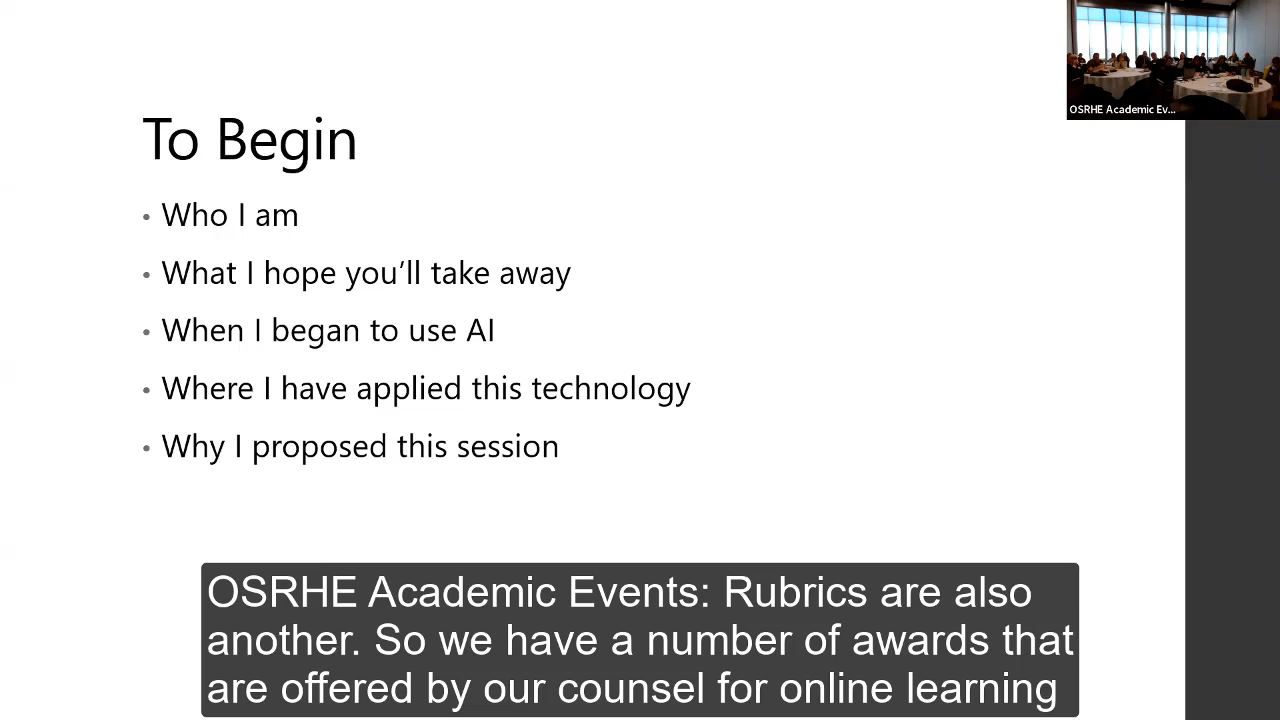 OSRHE Academic Ev...
To Begin
• Who I am
• What I hope you’ll take away
• When I began to use AI
• Where I have applied this technology
• Why I proposed this session
OSRHE Academic Events: Rubrics are also
another. So we have a number of awards that
are offered by our counsel for online learning